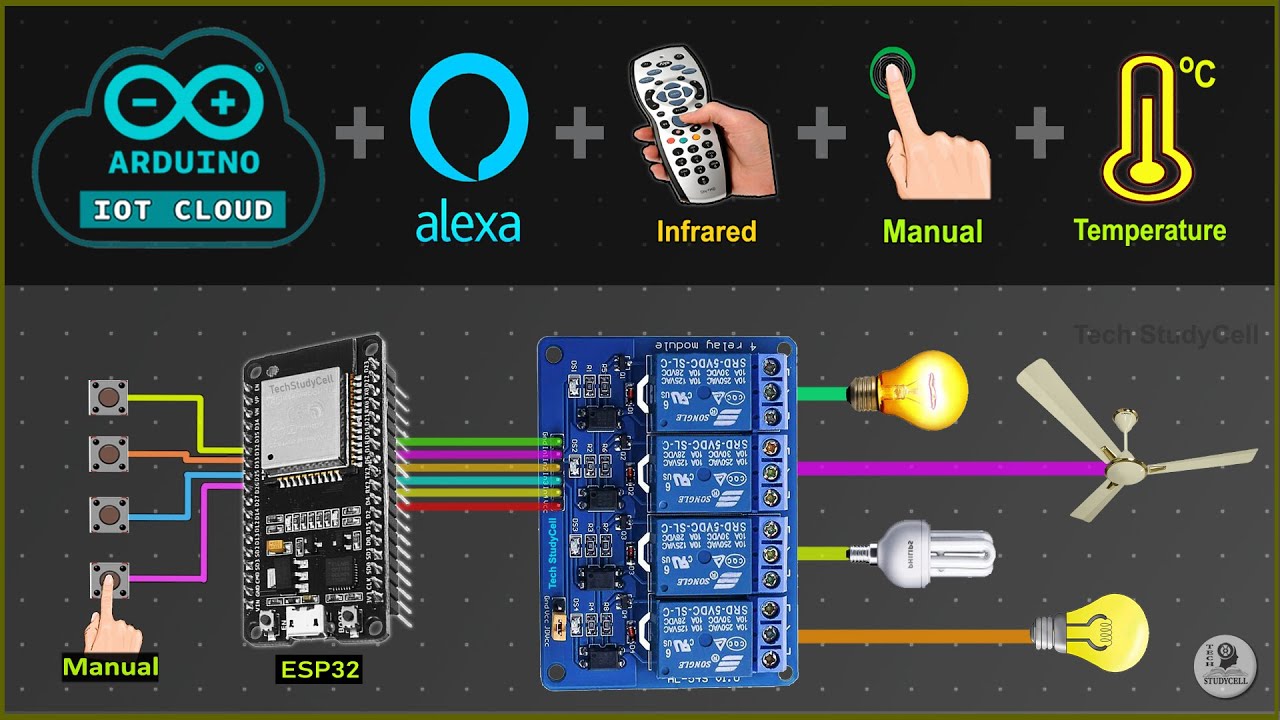 ARDUINO
IOT CLOUD
alexa
Infrared
Manual
ºC
Temperature
Tech StudyCell
TechStudyCell
4 relay module
SRD-5VDC-SL-C
10A 250VAC 10A 125VAC
10A 30VDC 10A 28VDC
SONGLE
SRD-5VDC-SL-C
10A 250VAC 10A 125VAC
10A 30VDC 10A 28VDC
SONGLE
SRD-5VDC-SL-C
10A 250VAC 10A 125VAC
10A 30VDC 10A 28VDC
SONGLE
SRD-5VDC-SL-C
10A 250VAC 10A 125VAC
10A 30VDC 10A 28VDC
SONGLE
Tech StudyCell
PHILIPS
Manual
ESP32
TECH
STUDYCELL